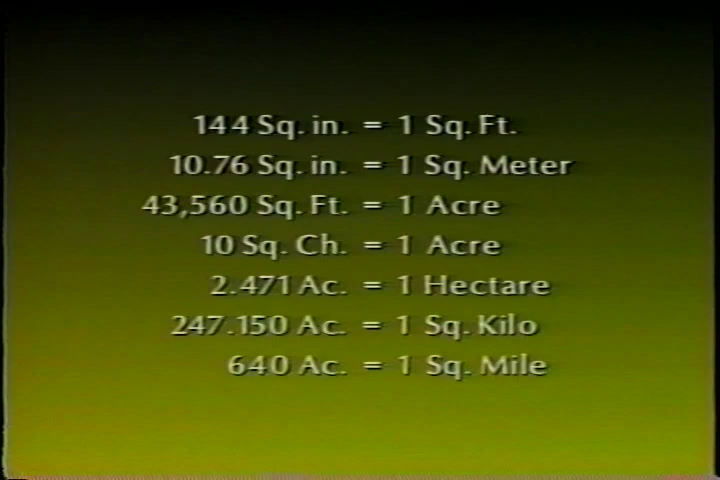 144 Sq. in. = 1 Sq. Ft.
10.76 Sq. in. = 1 Sq. Meter
43,560 Sq. Ft. = 1 Acre
10 Sq. Ch. = 1 Acre
2.471 Ac. = 1 Hectare
247.150 Ac. = 1 Sq. Kilo
640 Ac. = 1 Sq. Mile